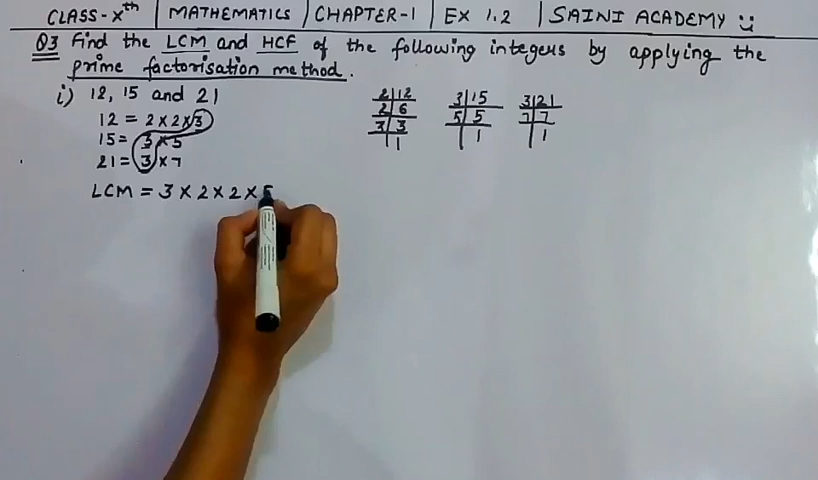 CLASS-Xth | MATHEMATICS | CHAPTER-1 | EX 1.2 | SAINI ACADEMY
Q3 Find the LCM and HCF of the following integers by applying the
prime factorisation method.
i) 12, 15 and 21
12 = 2×2×3
15 = 3×5
21 = 3×7
LCM = 3 × 2 × 2 × 5
2|12
2|6
3|3
|1
3|15
5|5
|1
3|21
7|7
|1